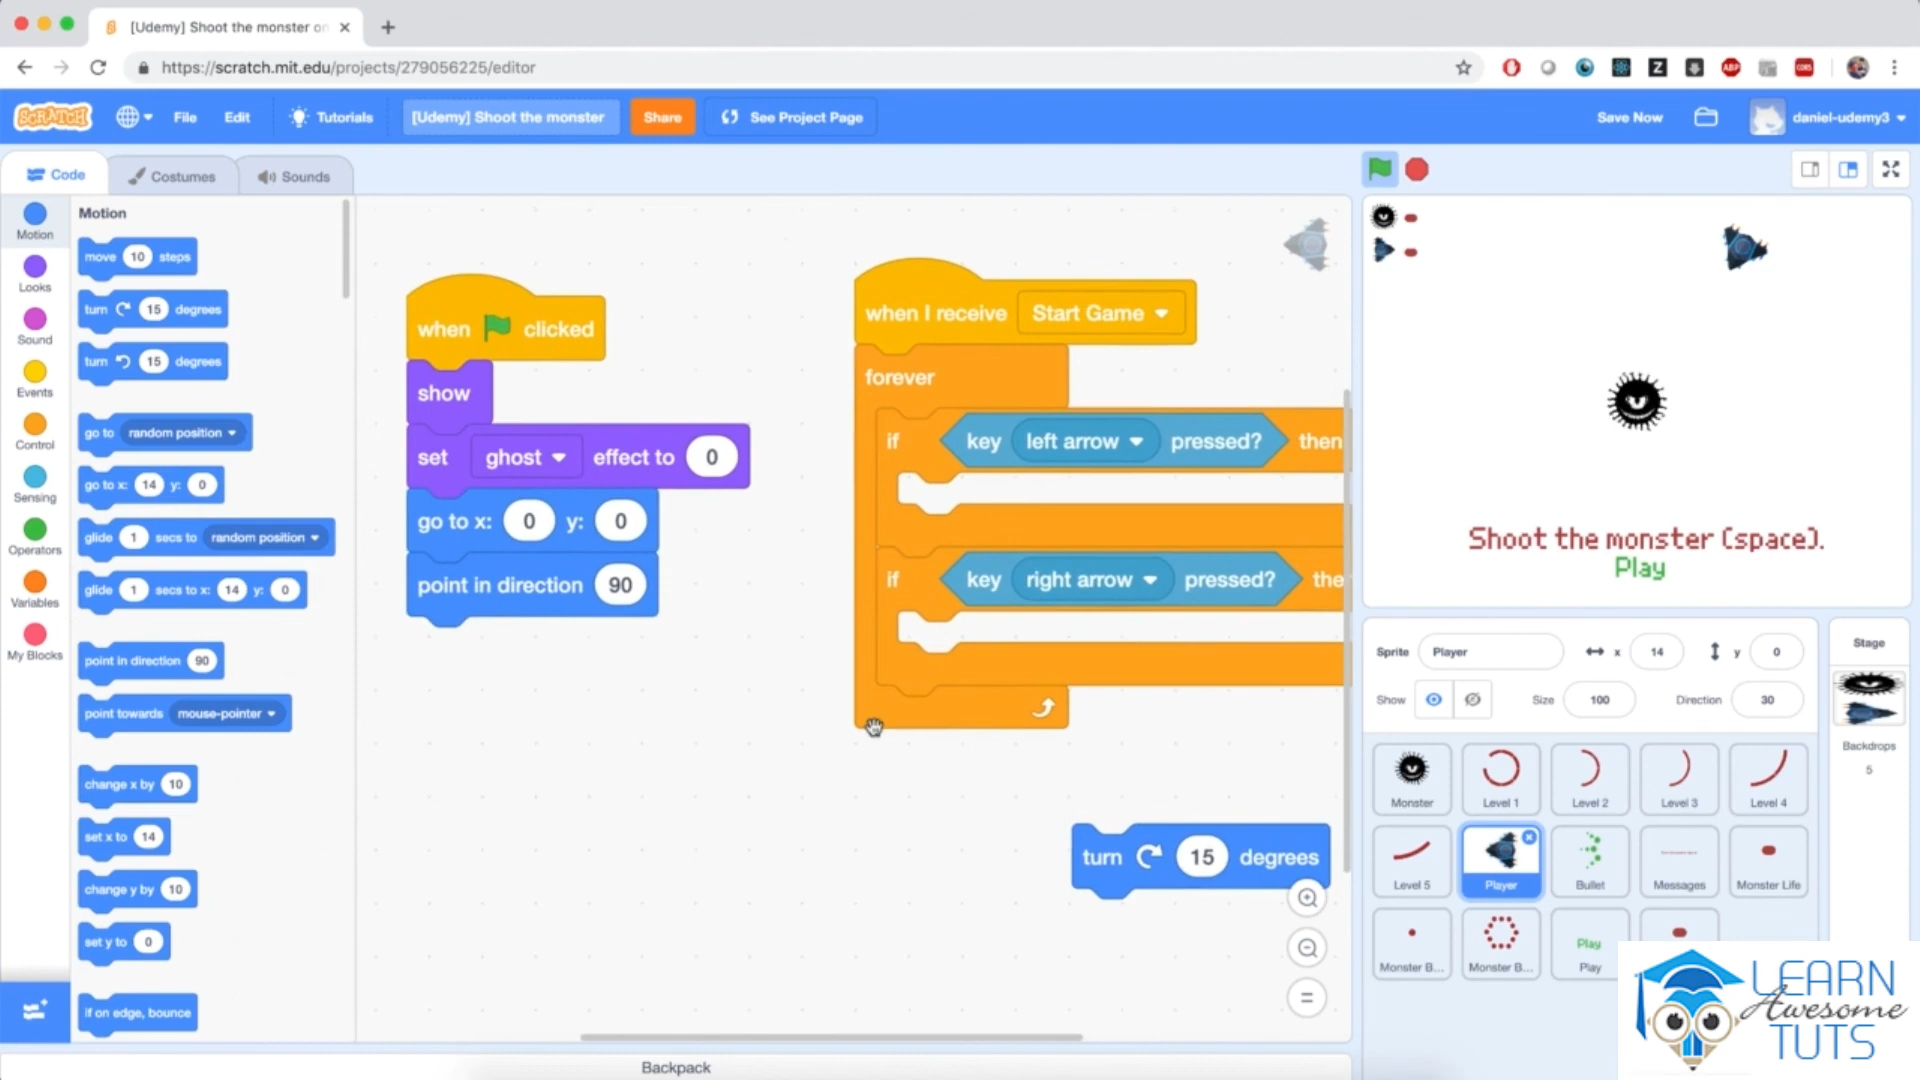 [Udemy] Shoot the monster on
https://scratch.mit.edu/projects/279056225/editor
ABP
CORS
Z
SCRATCH
File
Edit
Tutorials
[Udemy] Shoot the monster
Share
See Project Page
Save Now
daniel-udemy3
Code
Costumes
Sounds
Motion
Looks
Sound
Events
Control
Sensing
Operators
Variables
My Blocks
Motion
move 10 steps
turn 15 degrees
turn 15 degrees
go to random position
go to x: 14 y: 0
glide 1 secs to random position
glide 1 secs to x: 14 y: 0
point in direction 90
point towards mouse-pointer
change x by 10
set x to 14
change y by 10
set y to 0
if on edge, bounce
when clicked
show
set ghost effect to 0
go to x: 0 y: 0
point in direction 90
when I receive Start Game
forever
if key left arrow pressed? then
if key right arrow pressed? the
turn 15 degrees
Backpack
Shoot the monster (space).
Play
Sprite Player x 14 y 0
Show Size 100 Direction 30
Stage
Backdrops
5
Monster
Level 1
Level 2
Level 3
Level 4
Level 5
Player
Bullet
Messages
Monster Life
Monster B...
Monster B...
Play
Play
LEARN
Awesome
TUTS